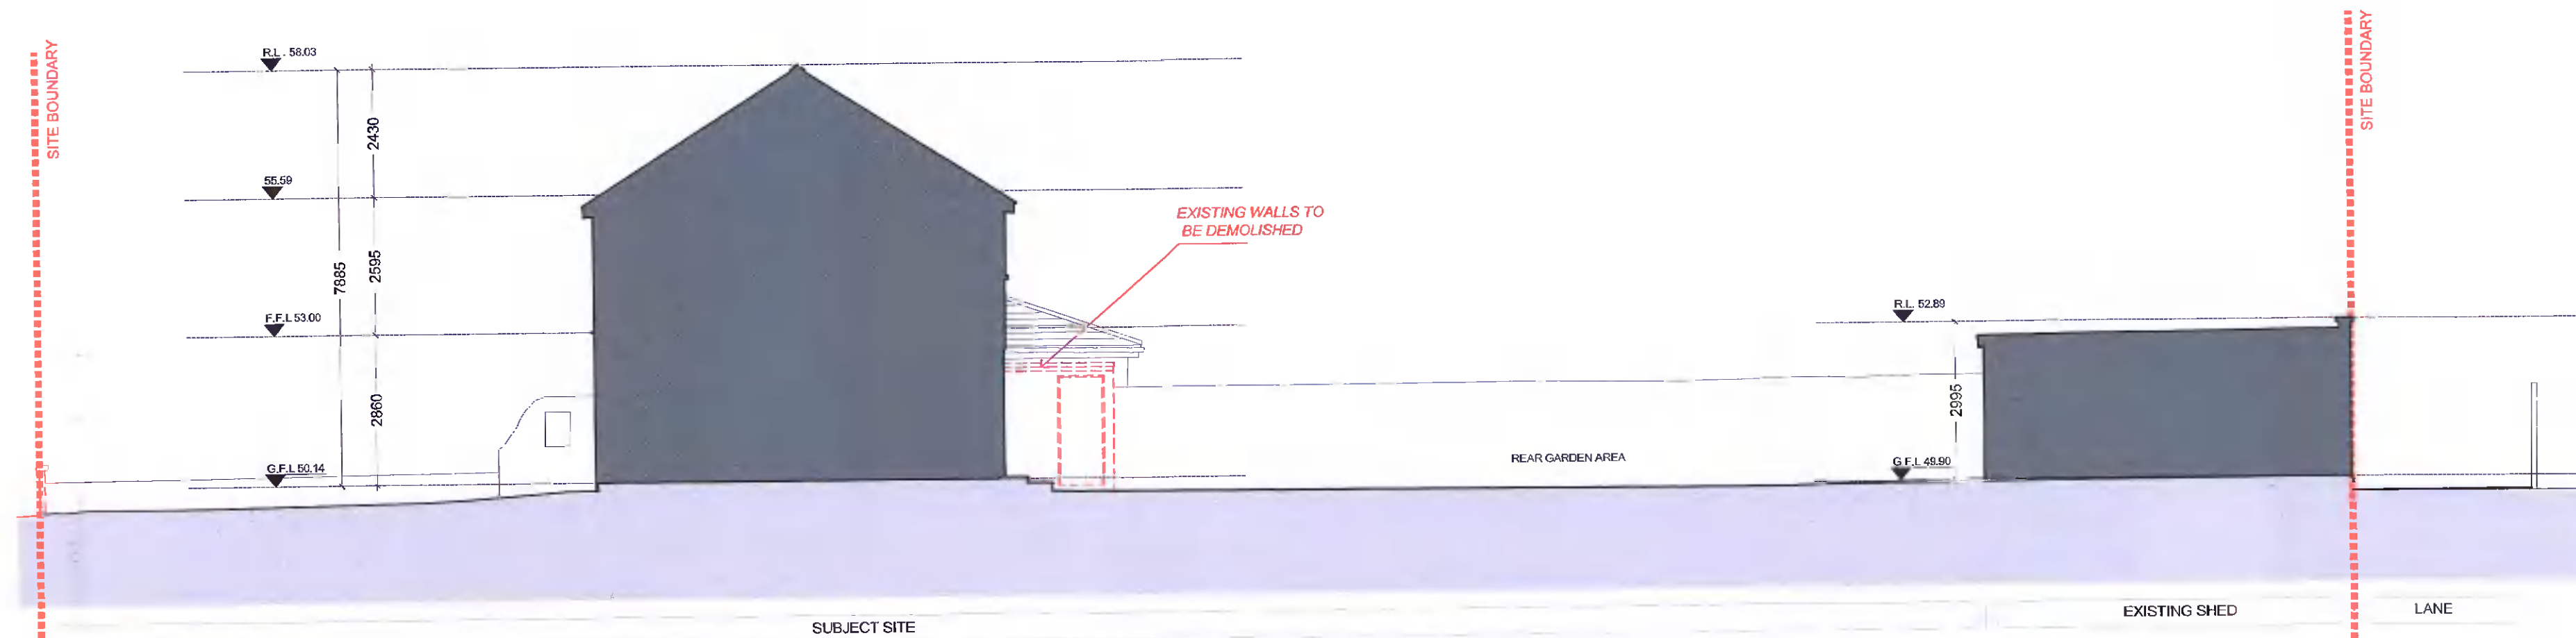 SITE BOUNDARY
R.L . 58.03
2430
55.59
7885
2595
F.F.L 53.00
2860
G.F.L 50.14
EXISTING WALLS TO
BE DEMOLISHED
REAR GARDEN AREA
R.L. 52.89
2995
G F.L 49.90
SITE BOUNDARY
SUBJECT SITE
EXISTING SHED
LANE